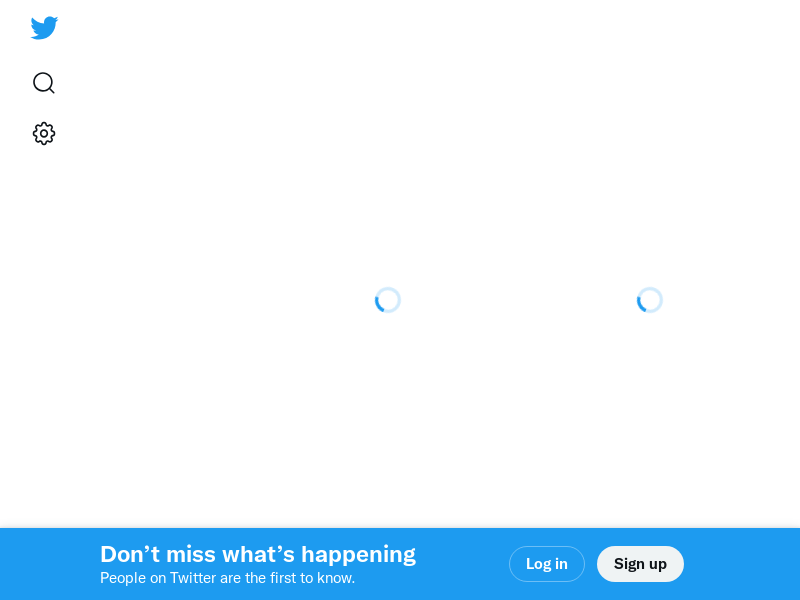 Don’t miss what’s happening
People on Twitter are the first to know.
Log in
Sign up